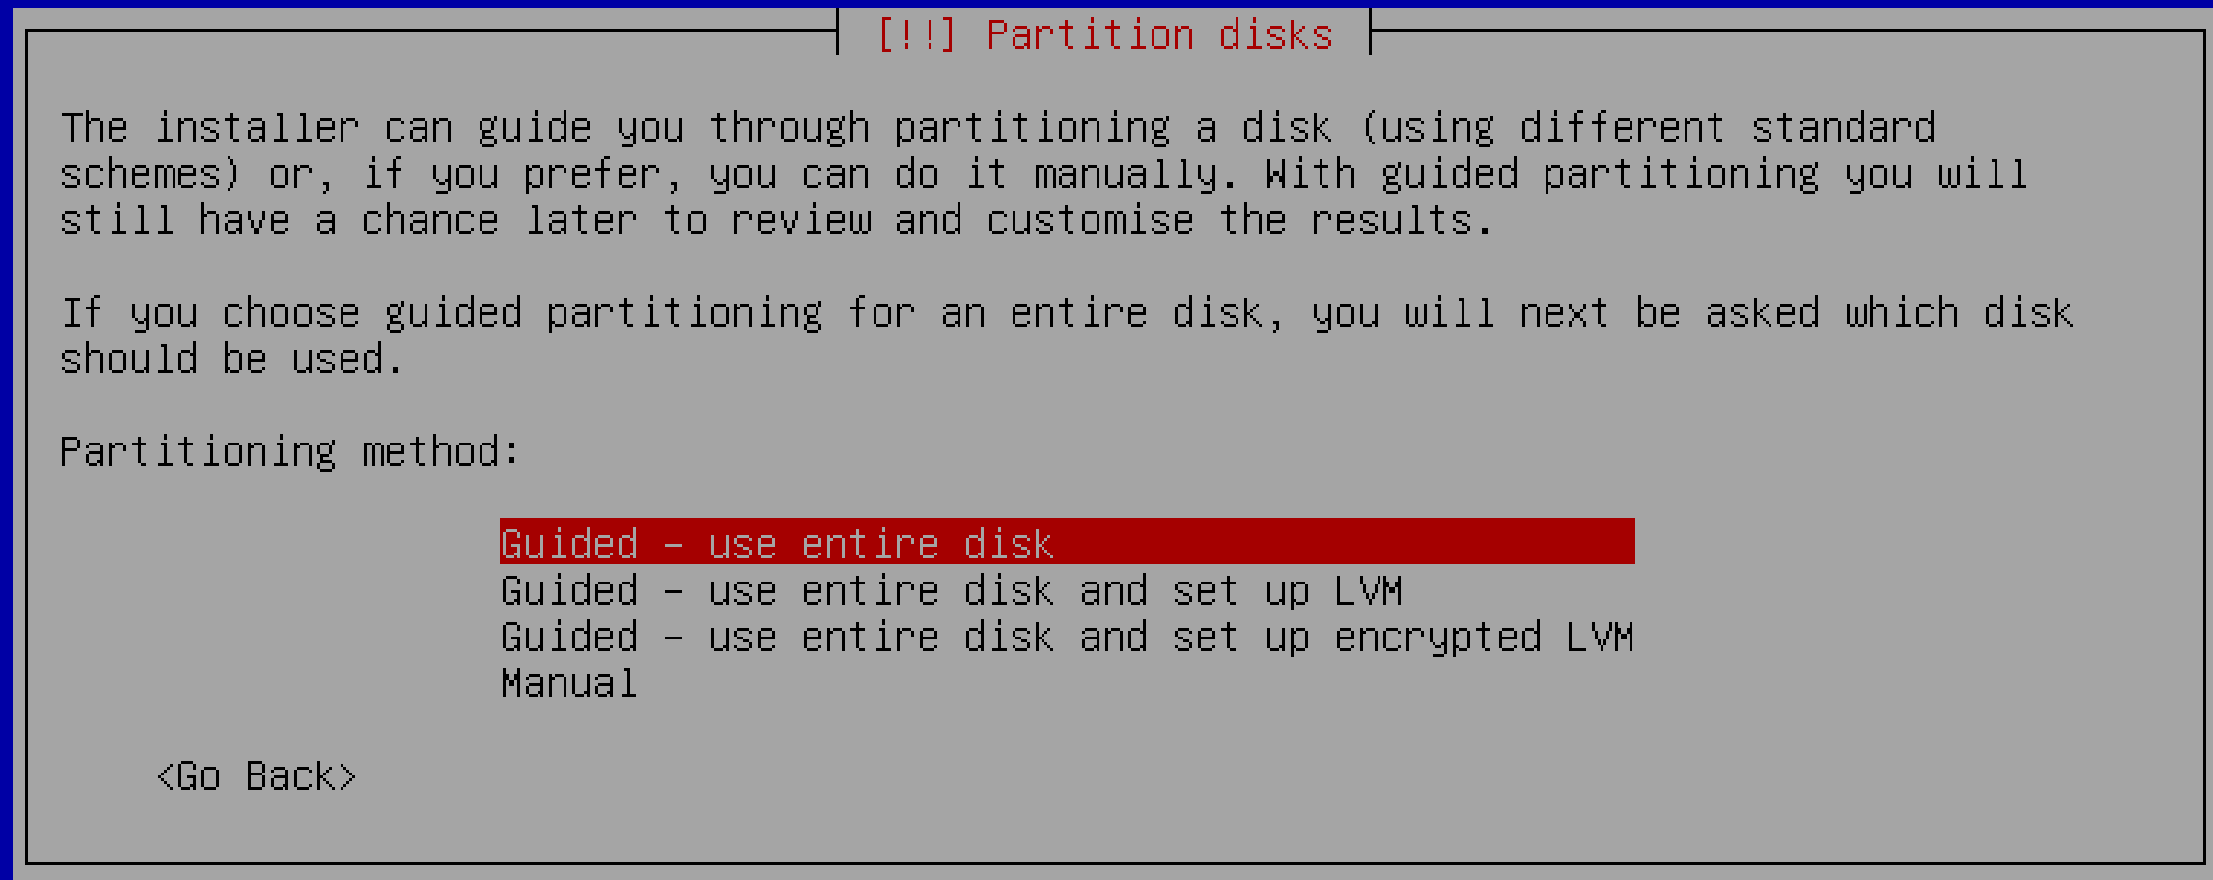 [!!] Partition disks
The installer can guide you through partitioning a disk (using different standard
schemes) or, if you prefer, you can do it manually. With guided partitioning you will
still have a chance later to review and customise the results.
If you choose guided partitioning for an entire disk, you will next be asked which disk
should be used.
Partitioning method:
Guided - use entire disk
Guided - use entire disk and set up LVM
Guided - use entire disk and set up encrypted LVM
Manual
<Go Back>